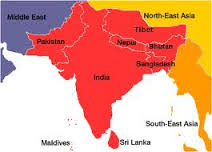 Middle East
North-East Asia
Tibet
Pakistan
Nepla
Bhutan
Bangladesh
India
South-East Asia
Maldives
Sri Lanka